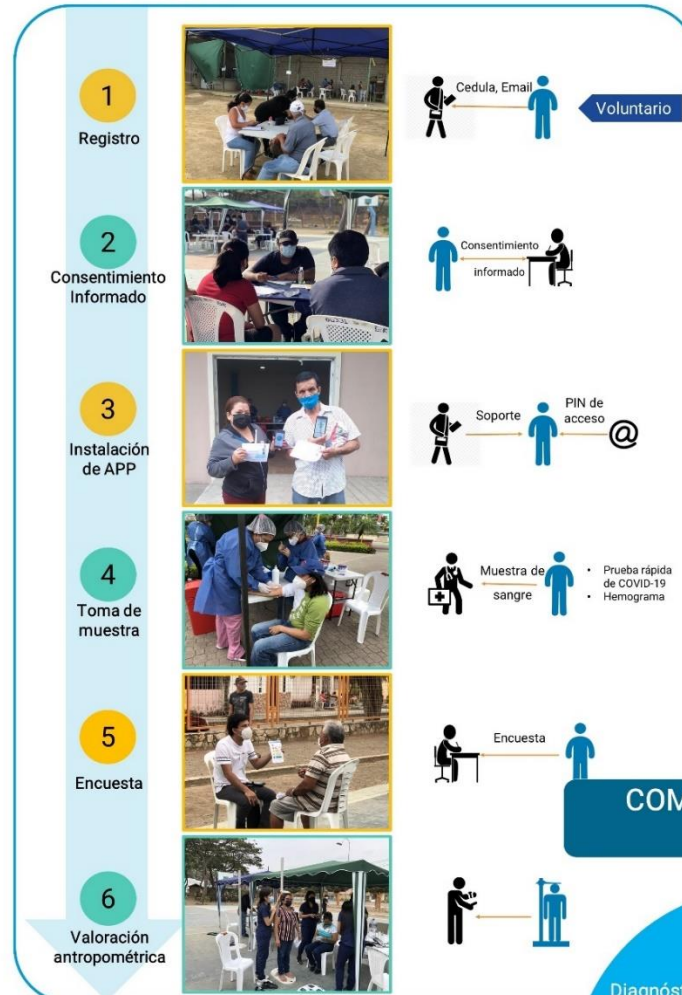 1
Registro
Cedula, Email
Voluntario
2
Consentimiento
Informado
Consentimiento
informado
3
Instalación
de APP
Soporte
PIN de
acceso
@
4
Toma de
muestra
Muestra de
sangre
• Prueba rápida
de COVID-19
• Hemograma
5
Encuesta
Encuesta
COM
6
Valoración
antropométrica
Diagnóst